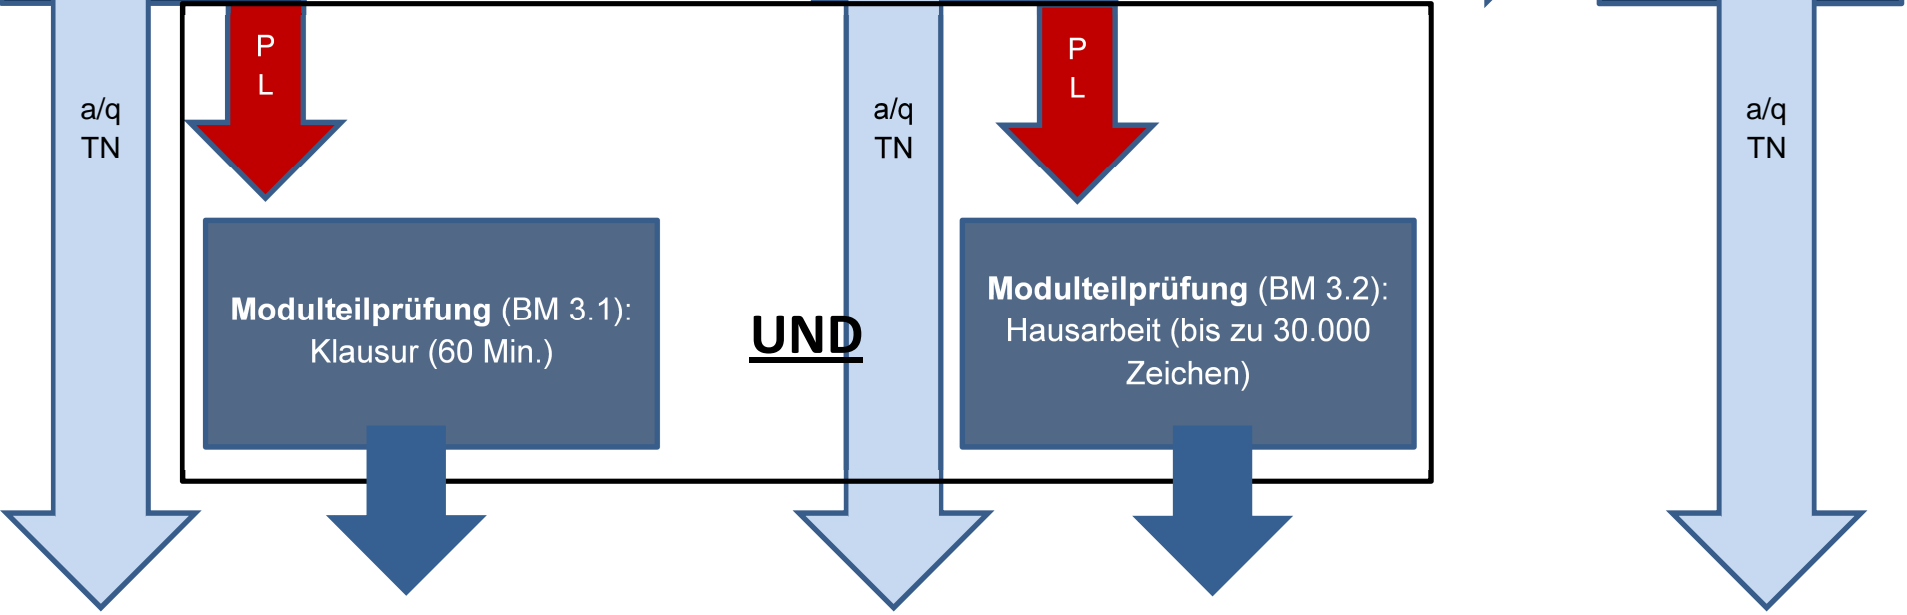 P
L
P
L
a/q
TN
a/q
TN
a/q
TN
Modulteilprüfung (BM 3.1):
Klausur (60 Min.)
UND
Modulteilprüfung (BM 3.2):
Hausarbeit (bis zu 30.000
Zeichen)